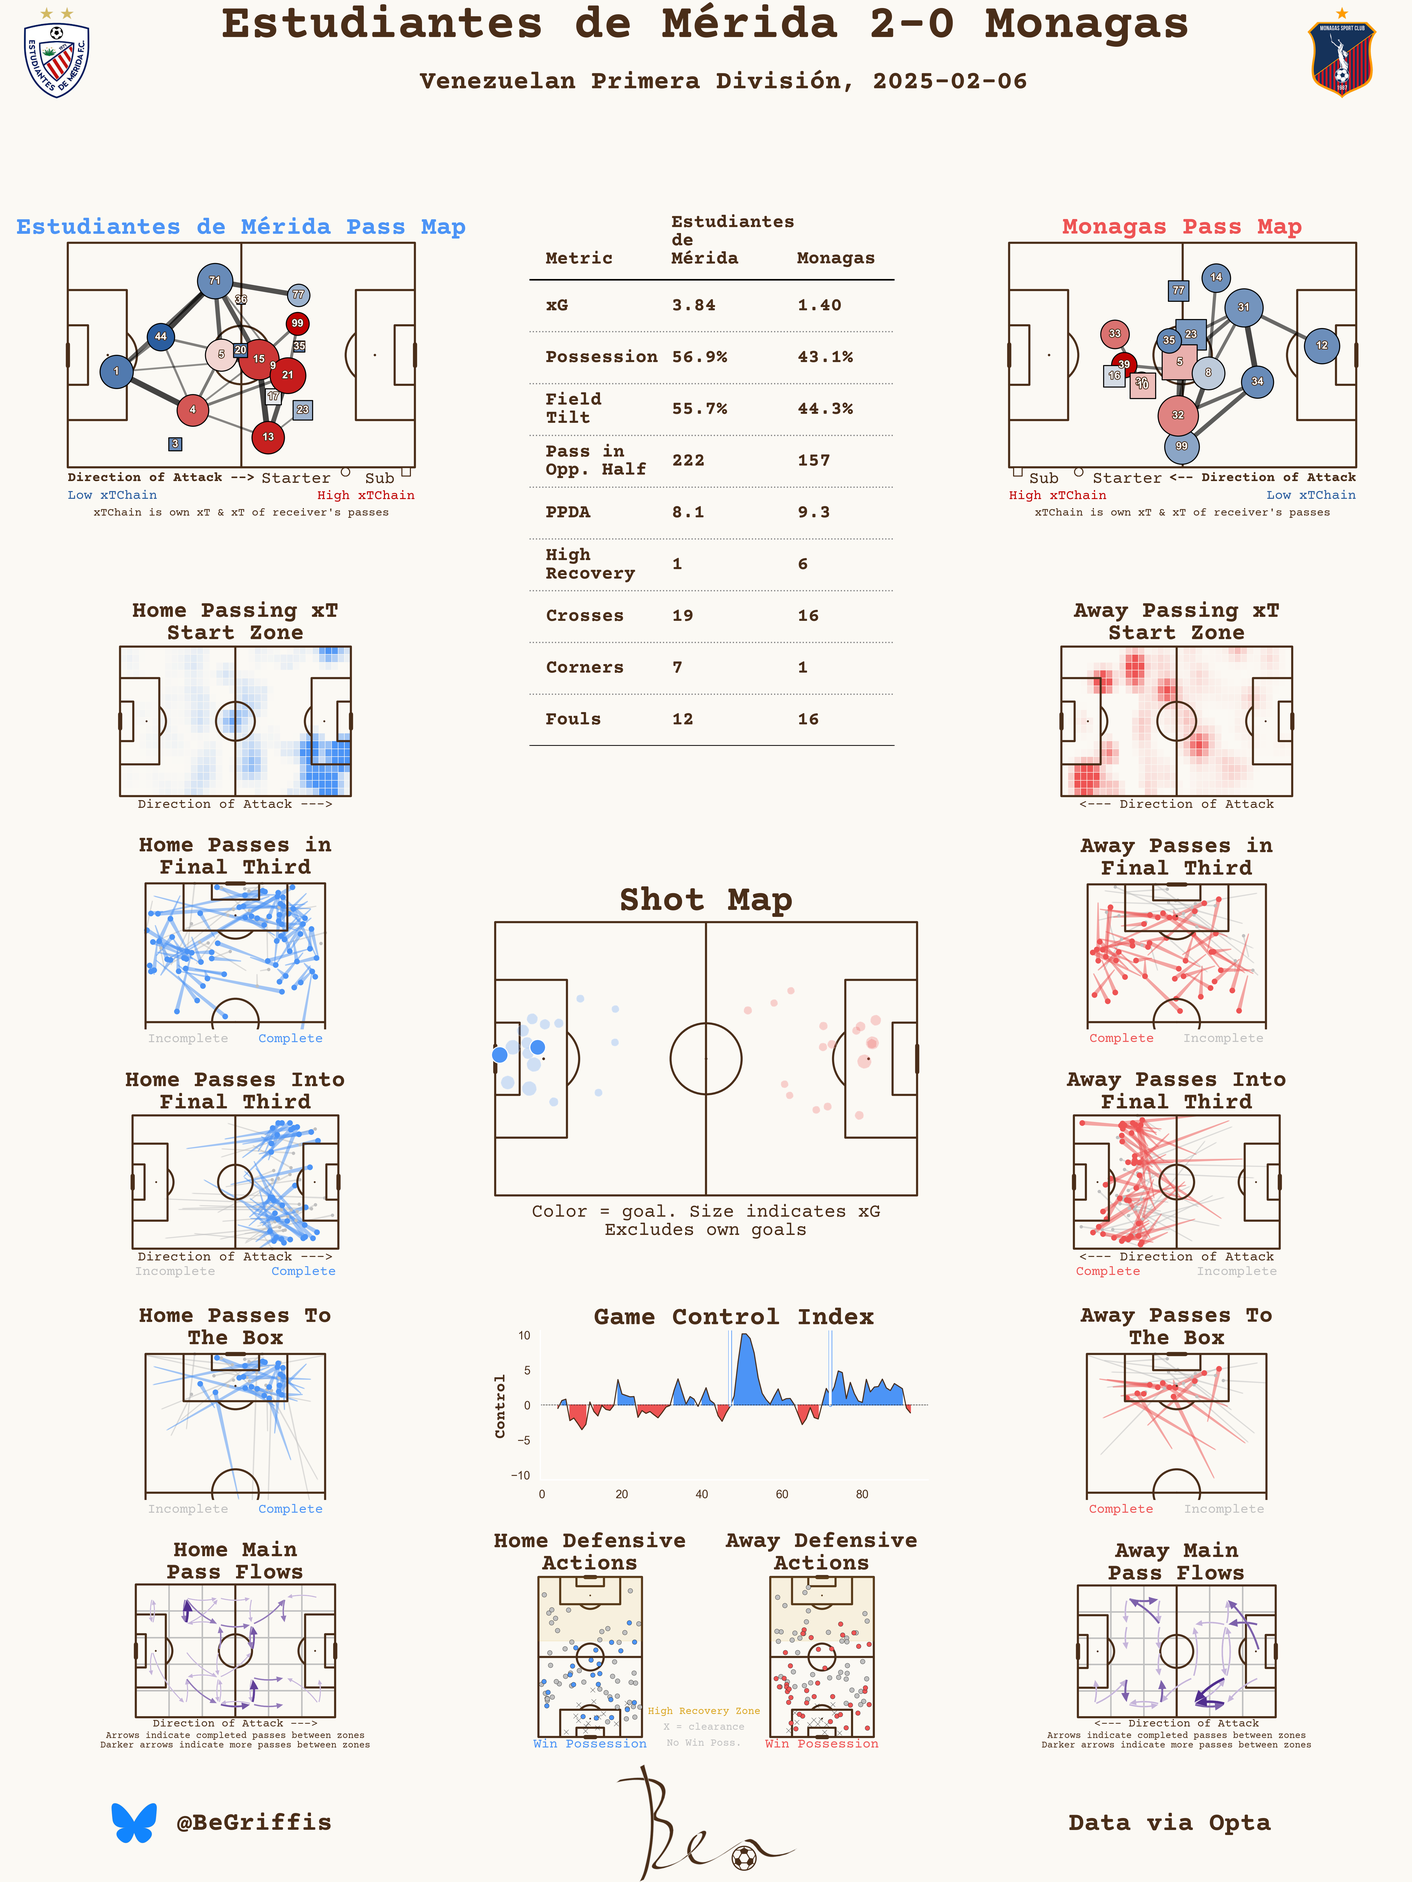 Estudiantes de Mérida 2-0 Monagas
Venezuelan Primera División, 2025-02-06
ESTUDIANTES DE MÉRIDA F.C.
MONAGAS SPORT CLUB
1987
Estudiantes de Mérida Pass Map
71
36
77
44
99
5
20
35
15
9
1
21
17
4
23
13
3
Direction of Attack --> Starter Sub
Low xTChain High xTChain
xTChain is own xT & xT of receiver's passes
Metric Estudiantes de Mérida Monagas
xG 3.84 1.40
Possession 56.9% 43.1%
Field Tilt 55.7% 44.3%
Pass in Opp. Half 222 157
PPDA 8.1 9.3
High Recovery 1 6
Crosses 19 16
Corners 7 1
Fouls 12 16
Monagas Pass Map
14
77
31
33
23
35
12
39
5
16
8
10
34
32
99
Sub Starter <-- Direction of Attack
High xTChain Low xTChain
xTChain is own xT & xT of receiver's passes
Home Passing xT
Start Zone
Direction of Attack --->
Away Passing xT
Start Zone
<--- Direction of Attack
Home Passes in
Final Third
Incomplete Complete
Away Passes in
Final Third
Complete Incomplete
Shot Map
Color = goal. Size indicates xG
Excludes own goals
Home Passes Into
Final Third
Direction of Attack --->
Incomplete Complete
Away Passes Into
Final Third
<--- Direction of Attack
Complete Incomplete
Home Passes To
The Box
Incomplete Complete
Game Control Index
Control
10
5
0
−5
−10
0 20 40 60 80
Away Passes To
The Box
Complete Incomplete
Home Main
Pass Flows
Direction of Attack --->
Arrows indicate completed passes between zones
Darker arrows indicate more passes between zones
Home Defensive
Actions
Win Possession
High Recovery Zone
X = clearance
No Win Poss.
Away Defensive
Actions
Win Possession
Away Main
Pass Flows
<--- Direction of Attack
Arrows indicate completed passes between zones
Darker arrows indicate more passes between zones
@BeGriffis
Ben
Data via Opta